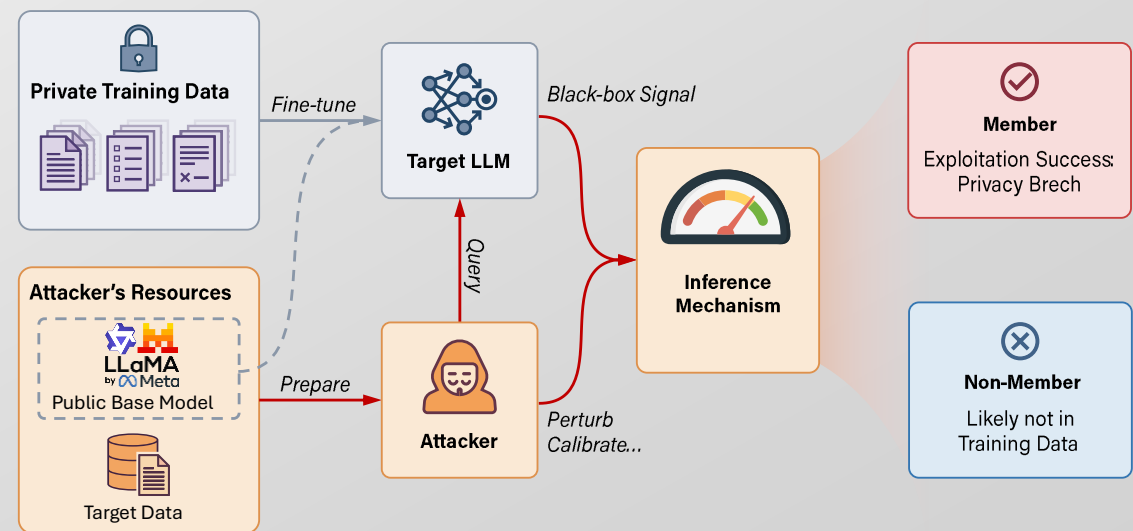 Private Training Data
Fine-tune
Target LLM
Black-box Signal
Query
Attacker's Resources
LLaMA
by Meta
Public Base Model
Target Data
Prepare
Attacker
Perturb
Calibrate...
Inference
Mechanism
Member
Exploitation Success:
Privacy Brech
Non-Member
Likely not in
Training Data